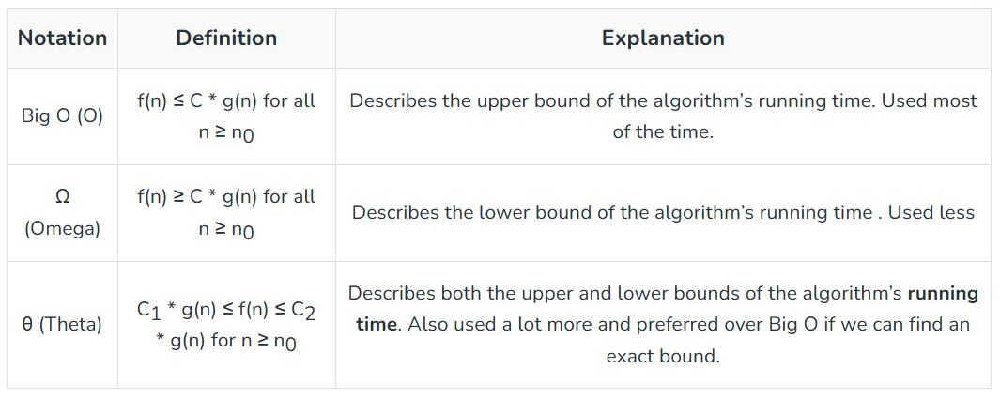 Notation Definition Explanation
Big O (O)
f(n) ≤ C * g(n) for all
n ≥ n0
Describes the upper bound of the algorithm’s running time. Used most
of the time.
Ω
(Omega)
f(n) ≥ C * g(n) for all
n ≥ n0
Describes the lower bound of the algorithm’s running time . Used less
θ (Theta)
C1 * g(n) ≤ f(n) ≤ C2
* g(n) for n ≥ n0
Describes both the upper and lower bounds of the algorithm’s running
time. Also used a lot more and preferred over Big O if we can find an
exact bound.